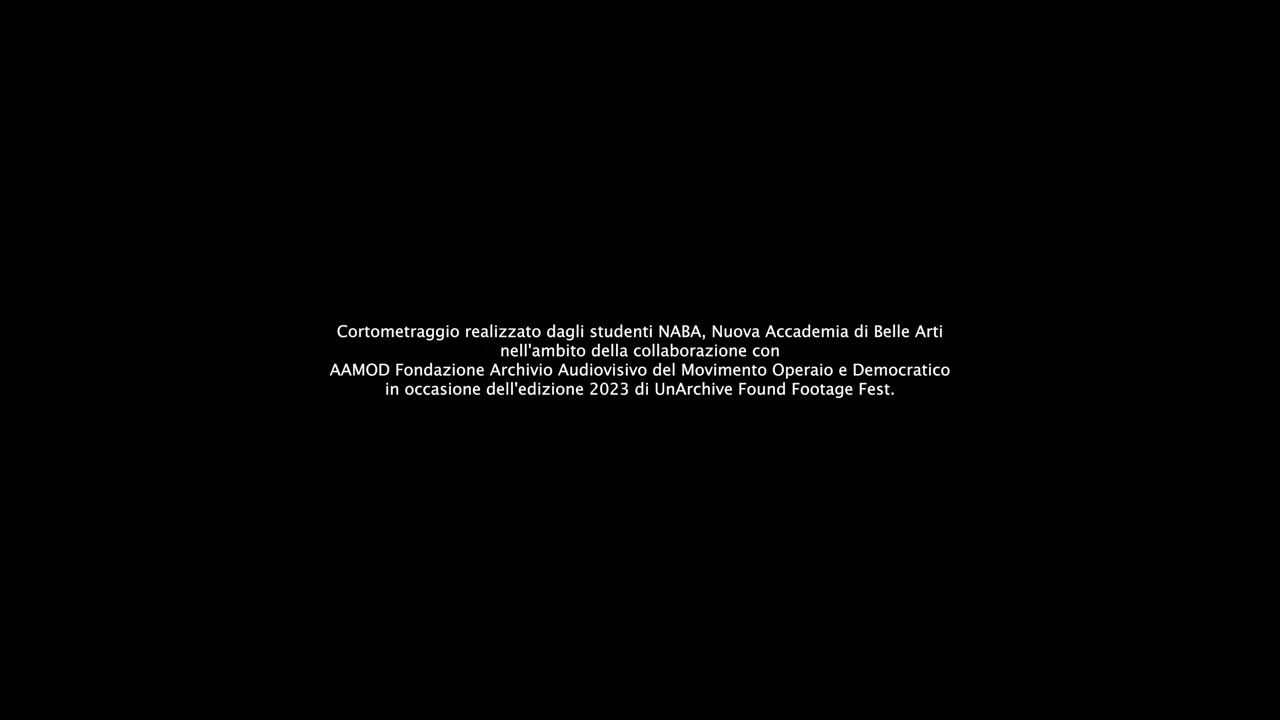 Cortometraggio realizzato dagli studenti NABA, Nuova Accademia di Belle Arti
nell'ambito della collaborazione con
AAMOD Fondazione Archivio Audiovisivo del Movimento Operaio e Democratico
in occasione dell'edizione 2023 di UnArchive Found Footage Fest.